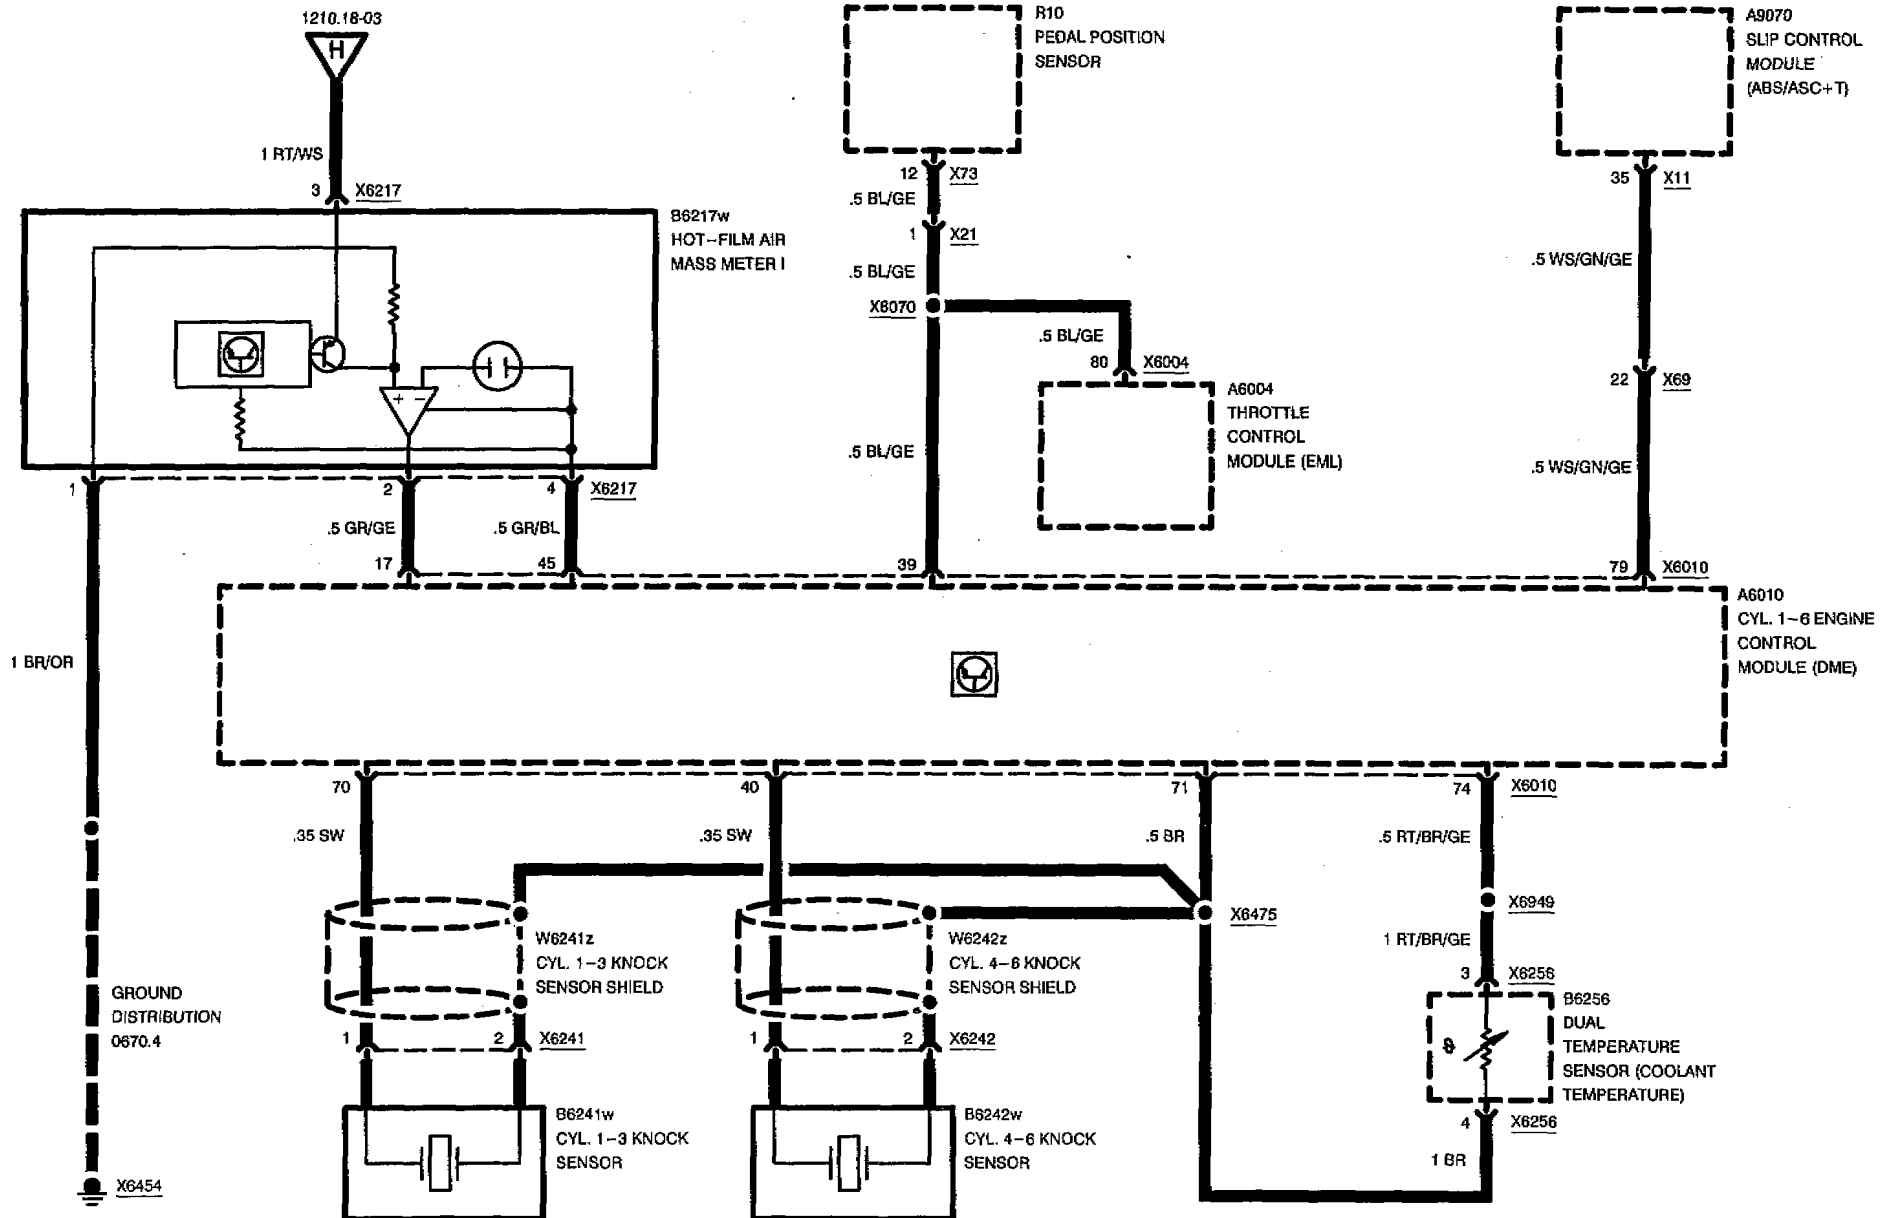 1210.18-03
H
1 RT/WS
3 X6217
B6217w
HOT-FILM AIR
MASS METER I
+ -
1
2
4 X6217
.5 GR/GE
.5 GR/BL
17
45
1 BR/OR
GROUND
DISTRIBUTION
0670.4
X6454
R10
PEDAL POSITION
SENSOR
12 X73
.5 BL/GE
1 X21
.5 BL/GE
X6070
.5 BL/GE
80 X6004
A6004
THROTTLE
CONTROL
MODULE (EML)
.5 BL/GE
39
A9070
SLIP CONTROL
MODULE
(ABS/ASC+T)
35 X11
.5 WS/GN/GE
22 X69
.5 WS/GN/GE
79 X6010
A6010
CYL. 1-6 ENGINE
CONTROL
MODULE (DME)
70
40
71
74 X6010
.35 SW
.35 SW
.5 BR
.5 RT/BR/GE
X6475
X6949
W6241z
CYL. 1-3 KNOCK
SENSOR SHIELD
W6242z
CYL. 4-6 KNOCK
SENSOR SHIELD
1 RT/BR/GE
3 X6256
1
2 X6241
1
2 X6242
B6256
DUAL
TEMPERATURE
SENSOR (COOLANT
TEMPERATURE)
ϑ
4 X6256
1 BR
B6241w
CYL. 1-3 KNOCK
SENSOR
B6242w
CYL. 4-6 KNOCK
SENSOR